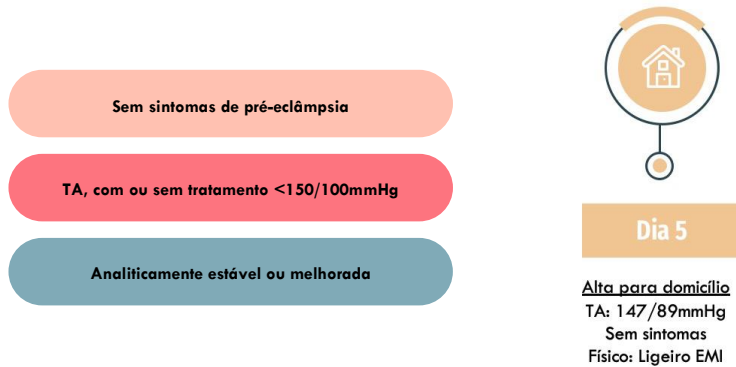 Sem sintomas de pré-eclâmpsia
TA, com ou sem tratamento <150/100mmHg
Analiticamente estável ou melhorada
Dia 5
Alta para domicílio
TA: 147/89mmHg
Sem sintomas
Físico: Ligeiro EMI